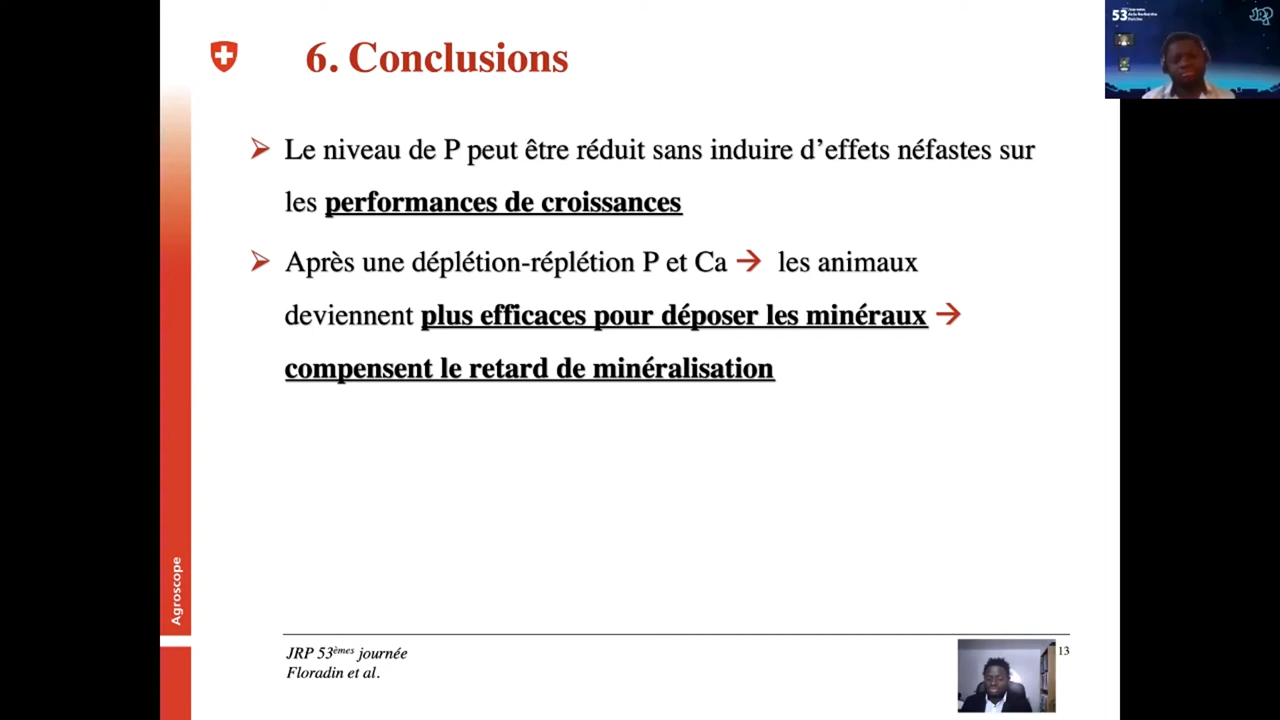 6. Conclusions
Le niveau de P peut être réduit sans induire d’effets néfastes sur
les performances de croissances
Après une déplétion-réplétion P et Ca → les animaux
deviennent plus efficaces pour déposer les minéraux →
compensent le retard de minéralisation
Agroscope
JRP 53èmes journée
Floradin et al.
13
53
JRP